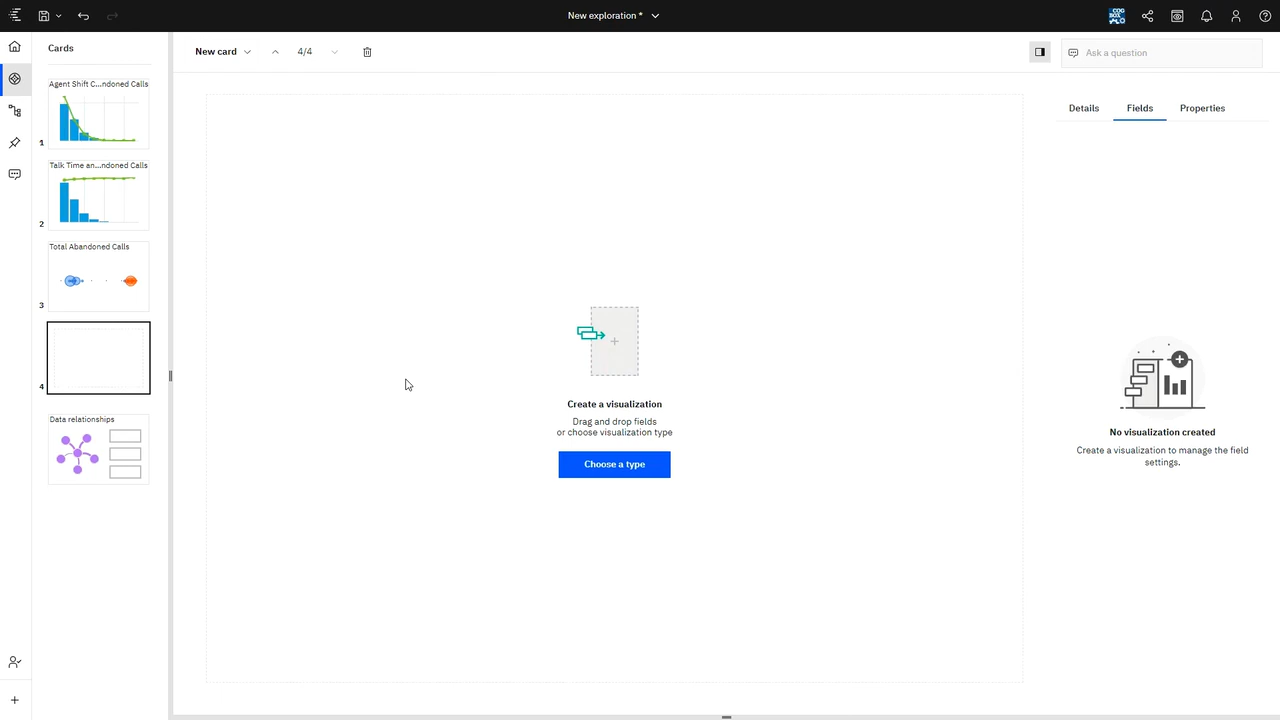 New exploration *
COG
BOX
Cards
New card
4/4
Ask a question
Agent Shift C...ndoned Calls
1
Talk Time an...ndoned Calls
2
Total Abandoned Calls
3
4
Data relationships
Create a visualization
Drag and drop fields
or choose visualization type
Choose a type
Details
Fields
Properties
No visualization created
Create a visualization to manage the field
settings.